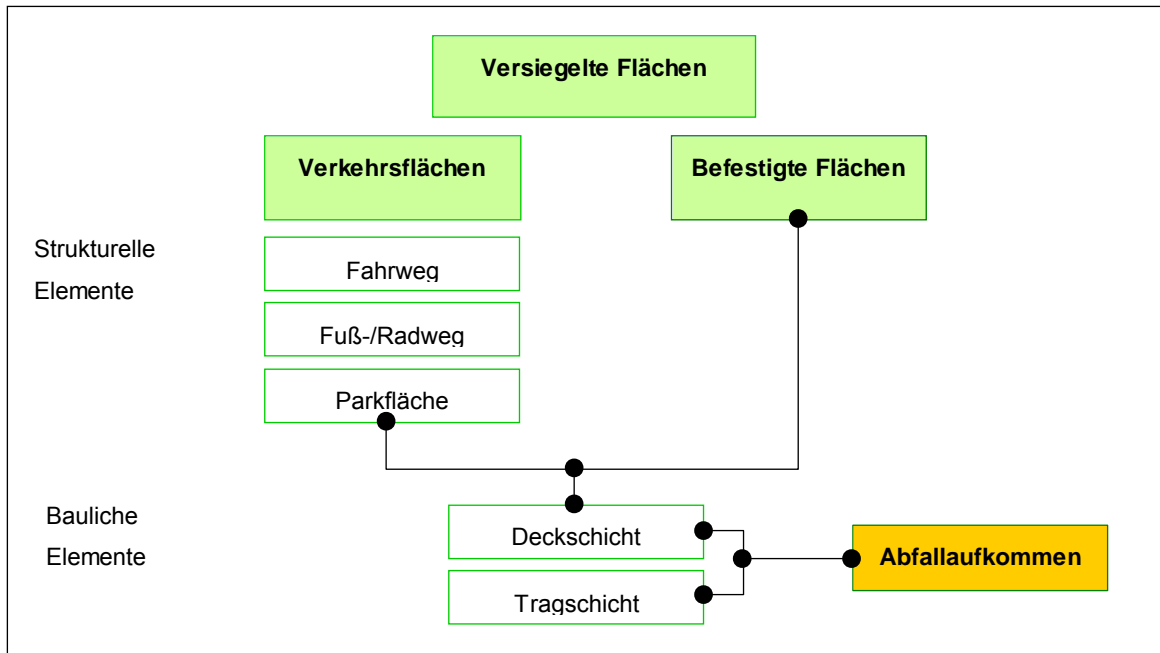 Versiegelte Flächen
Verkehrsflächen
Befestigte Flächen
Strukturelle
Elemente
Fahrweg
Fuß-/Radweg
Parkfläche
Bauliche
Elemente
Deckschicht
Tragschicht
Abfallaufkommen